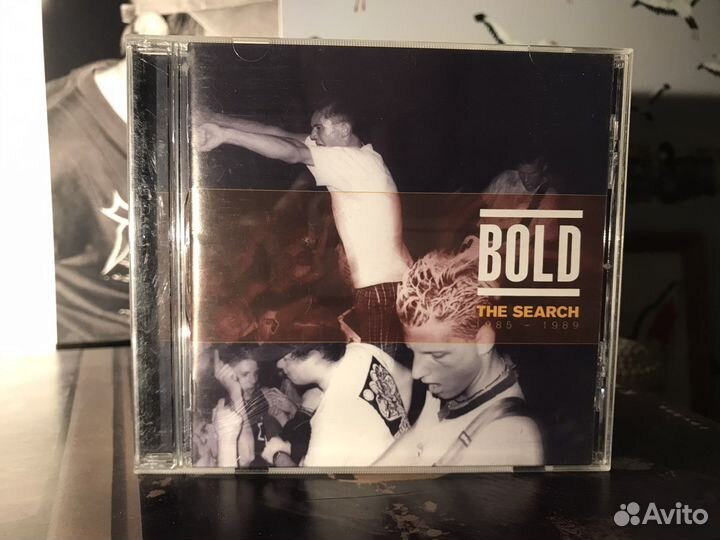 BOLD
THE SEARCH
1985 - 1989
Avito